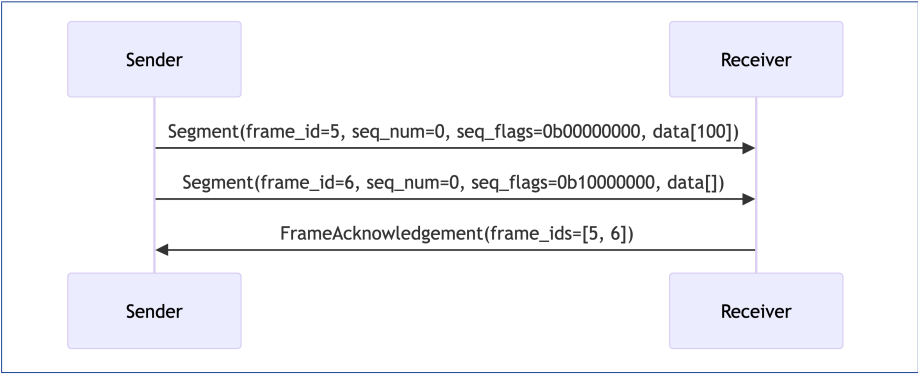 Sender
Receiver
Segment(frame_id=5, seq_num=0, seq_flags=0b00000000, data[100])
Segment(frame_id=6, seq_num=0, seq_flags=0b10000000, data[])
FrameAcknowledgement(frame_ids=[5, 6])
Sender
Receiver